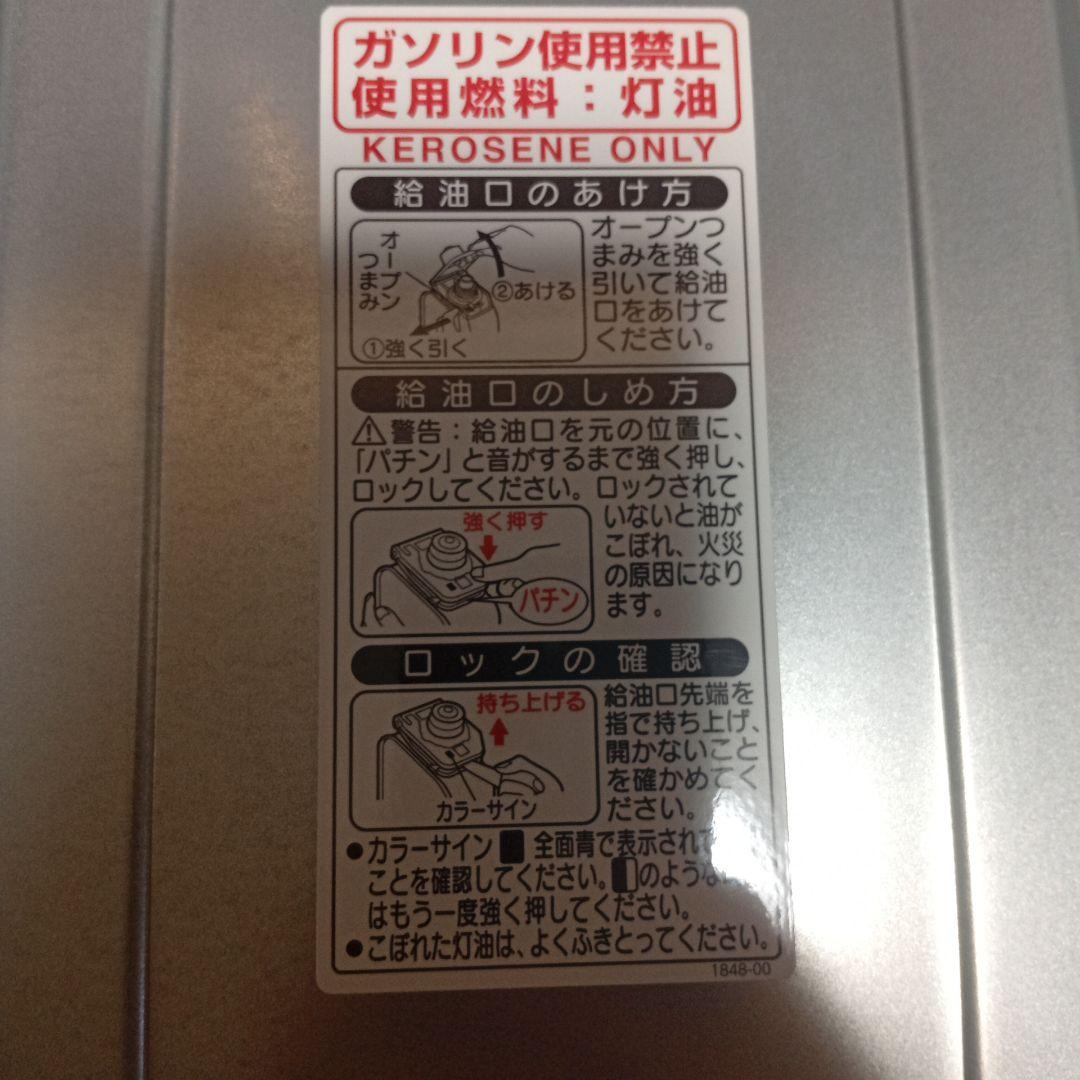 ガソリン使用禁止
使用燃料：灯油
KEROSENE ONLY
給油口のあけ方
オープン
つまみ
②あける
①強く引く
オープンつ
まみを強く
引いて給油
口をあけて
ください。
給油口のしめ方
⚠警告：給油口を元の位置に、
「パチン」と音がするまで強く押し、
ロックしてください。ロックされて
いないと油が
こぼれ、火災
の原因になり
ます。
強く押す
パチン
ロックの確認
持ち上げる
カラーサイン
給油口先端を
指で持ち上げ、
開かないこと
を確かめてく
ださい。
●カラーサイン■全面青で表示され
ことを確認してください。◧のような
はもう一度強く押してください。
●こぼれた灯油は、よくふきとってください。
1848-00